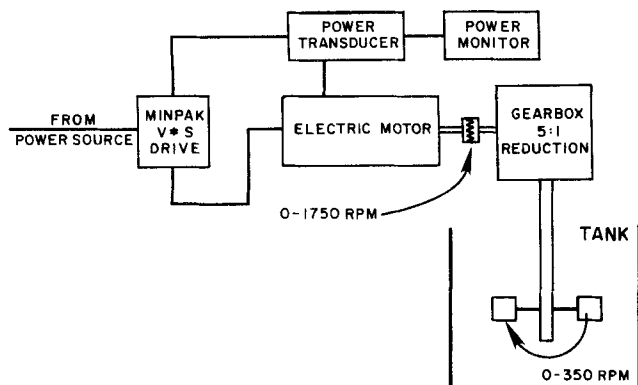 POWER
TRANSDUCER
POWER
MONITOR
FROM
POWER SOURCE
MINPAK
V*S
DRIVE
ELECTRIC MOTOR
GEARBOX
5:1
REDUCTION
0-1750 RPM
TANK
0-350 RPM